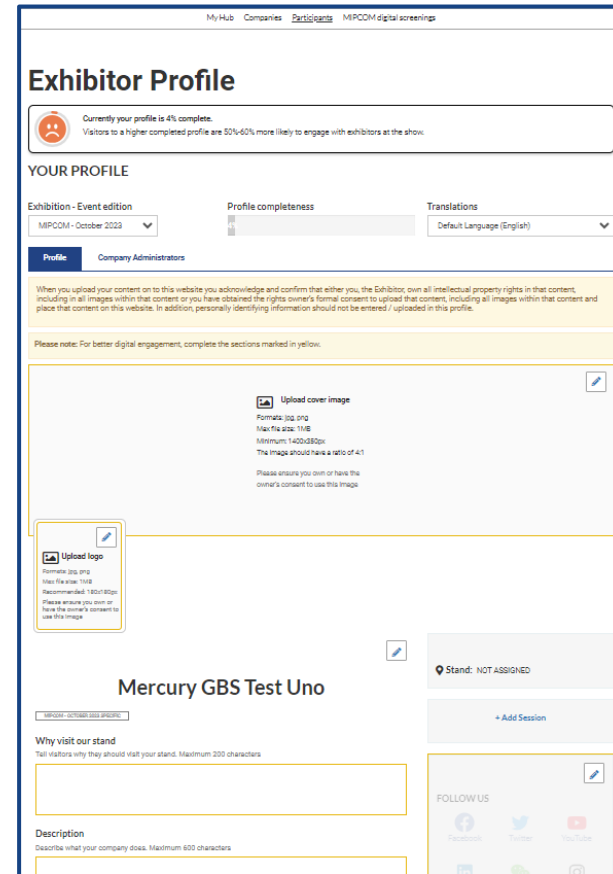 My Hub Companies Participants MIPCOM digital screenings
Exhibitor Profile
Currently your profile is 4% complete.
Visitors to a higher completed profile are 50%-60% more likely to engage with exhibitors at the show.
YOUR PROFILE
Exhibition - Event edition Profile completeness Translations
MIPCOM - October 2023 Default Language (English)
Profile Company Administrators
When you upload your content on to this website you acknowledge and confirm that either you, the Exhibitor, own all intellectual property rights in that content,
including in all images within that content or you have obtained the rights owner's formal consent to upload that content, including all images within that content and
place that content on this website. In addition, personally identifying information should not be entered / uploaded in this profile.
Please note: For better digital engagement, complete the sections marked in yellow.
Upload cover image
Formats: jpg, png
Max file size: 1MB
Minimum: 1400x350px
The image should have a ratio of 4:1
Please ensure you own or have the
owner's consent to use this image
Upload logo
Formats: jpg, png
Max file size: 1MB
Recommended: 180x180px
Please ensure you own or
have the owner's consent to
use this image
Stand: NOT ASSIGNED
Mercury GBS Test Uno
MIPCOM - OCTOBER 2023 SPECIFIC
+ Add Session
Why visit our stand
Tell visitors why they should visit your stand. Maximum 200 characters
FOLLOW US
Facebook Twitter YouTube
Description
Describe what your company does. Maximum 600 characters